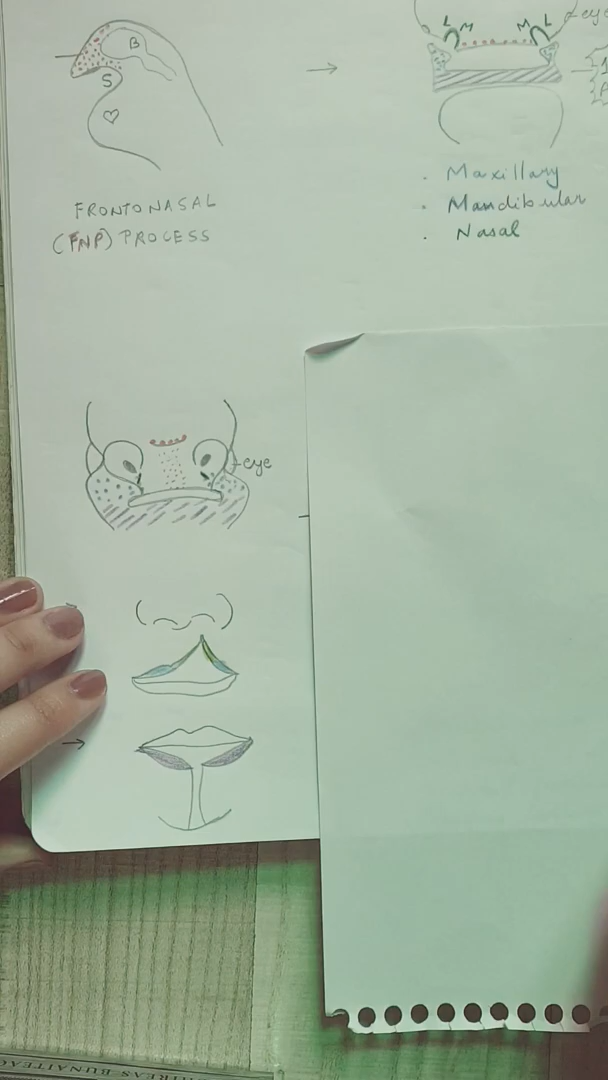 B
S
FRONTONASAL
(FNP) PROCESS
L M M L eye
. Maxillary
. Mandibular
. Nasal
eye